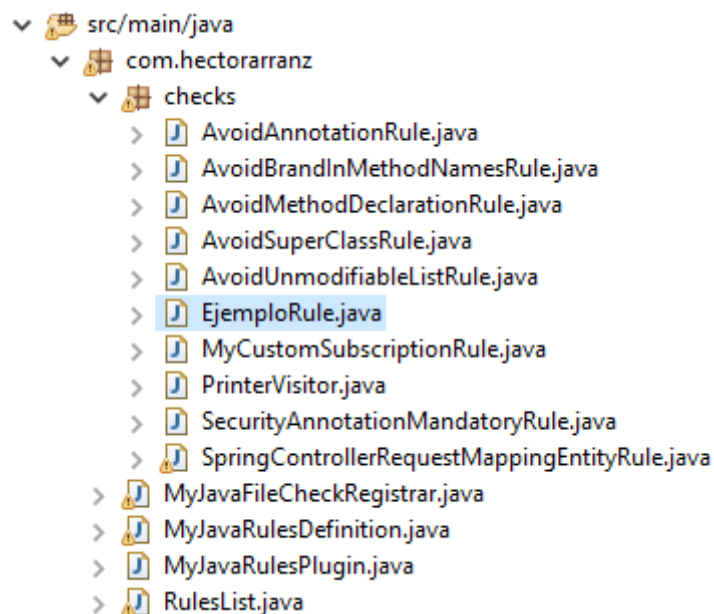 src/main/java
com.hectorarranz
checks
AvoidAnnotationRule.java
AvoidBrandInMethodNamesRule.java
AvoidMethodDeclarationRule.java
AvoidSuperClassRule.java
AvoidUnmodifiableListRule.java
EjemploRule.java
MyCustomSubscriptionRule.java
PrinterVisitor.java
SecurityAnnotationMandatoryRule.java
SpringControllerRequestMappingEntityRule.java
MyJavaFileCheckRegistrar.java
MyJavaRulesDefinition.java
MyJavaRulesPlugin.java
RulesList.java